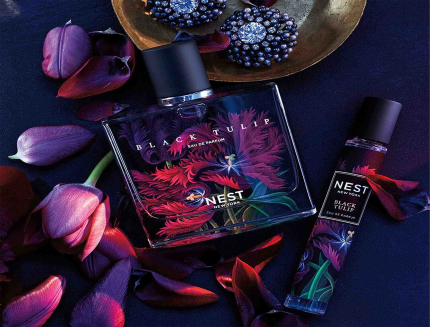 BLACK TULIP
EAU DE PARFUM
NEST
NEW YORK
NEST
NEW YORK
BLACK
TULIP
EAU DE PARFUM